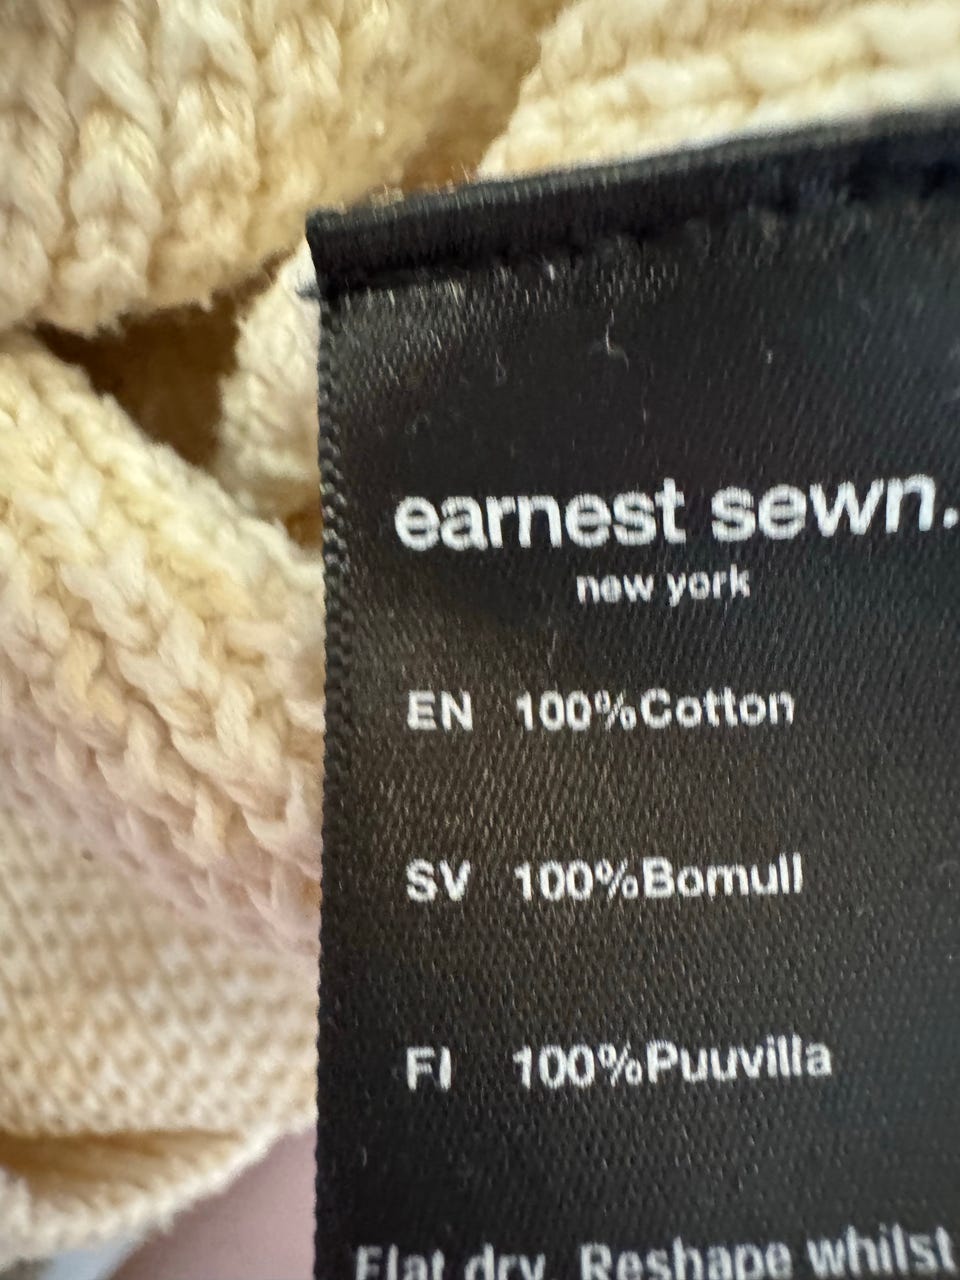 earnest sewn.
new york
EN 100%Cotton
SV 100%Bomull
FI 100%Puuvilla
Flat dry. Reshape whilst